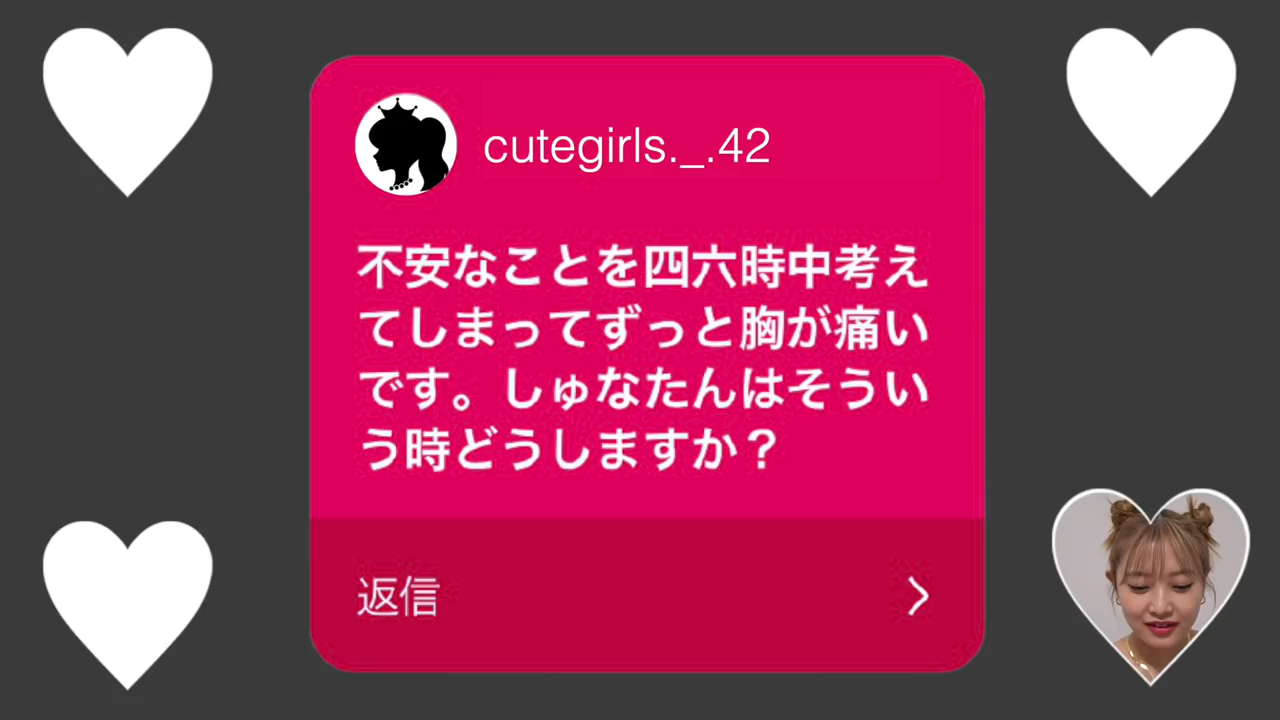 cutegirls._.42
不安なことを四六時中考え
てしまってずっと胸が痛い
です。しゅなたんはそうい
う時どうしますか？
返信